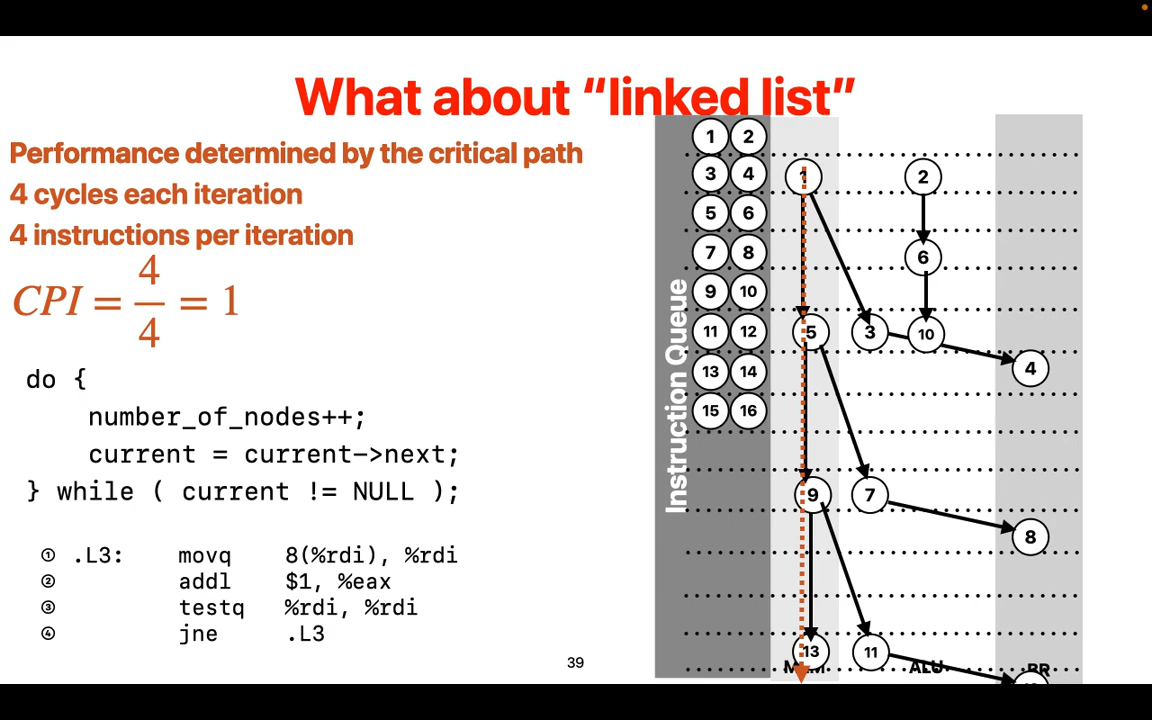 What about “linked list”
Performance determined by the critical path
4 cycles each iteration
4 instructions per iteration
CPI = 4/4 = 1
do {
number_of_nodes++;
current = current->next;
} while ( current != NULL );
① .L3: movq 8(%rdi), %rdi
② addl $1, %eax
③ testq %rdi, %rdi
④ jne .L3
39
Instruction Queue
1 2
3 4
5 6
7 8
9 10
11 12
13 14
15 16
1 2
6
5 3 10
4
9 7
8
13 11
ALU
BR